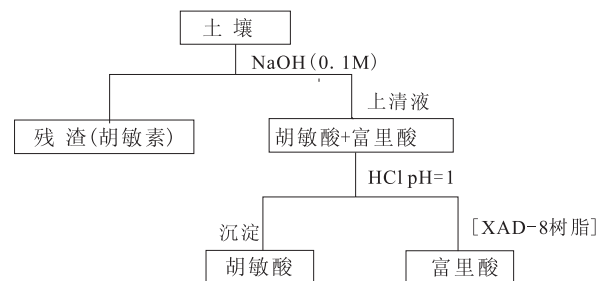 土 壤
NaOH(0. 1M)
上清液
残 渣(胡敏素)
胡敏酸+富里酸
HCl pH=1
沉淀
[XAD-8树脂]
胡敏酸
富里酸